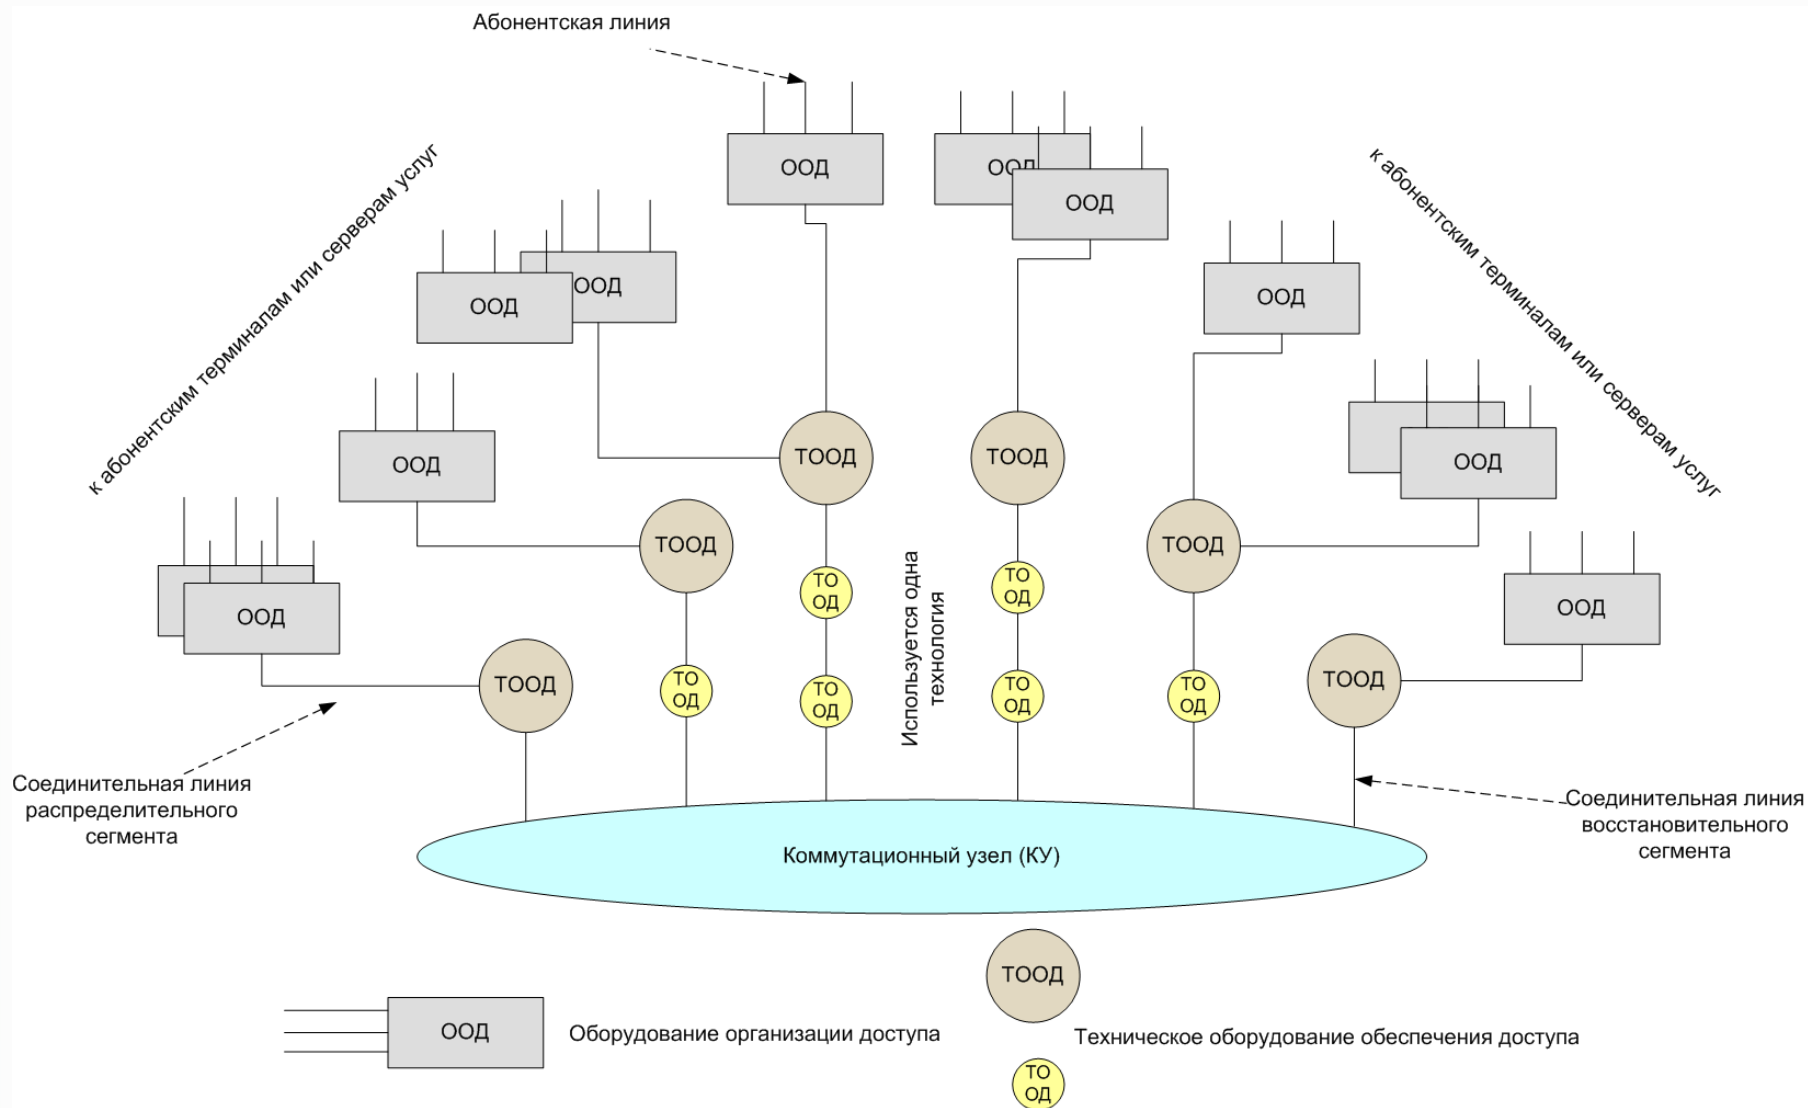 Абонентская линия
ООД
ООД
ООД
ООД
ООД
ООД
ООД
ООД
ООД
ООД
ООД
к абонентским терминалам или серверам услуг
к абонентским терминалам или серверам услуг
ТООД
ТООД
ТООД
ТООД
ТООД
ТООД
ТО
ОД
ТО
ОД
ТО
ОД
ТО
ОД
ТО
ОД
ТО
ОД
Используется одна
технология
Соединительная линия
распределительного
сегмента
Соединительная линия
восстановительного
сегмента
Коммутационный узел (КУ)
ТООД
ООД
Оборудование организации доступа
Техническое оборудование обеспечения доступа
ТО
ОД